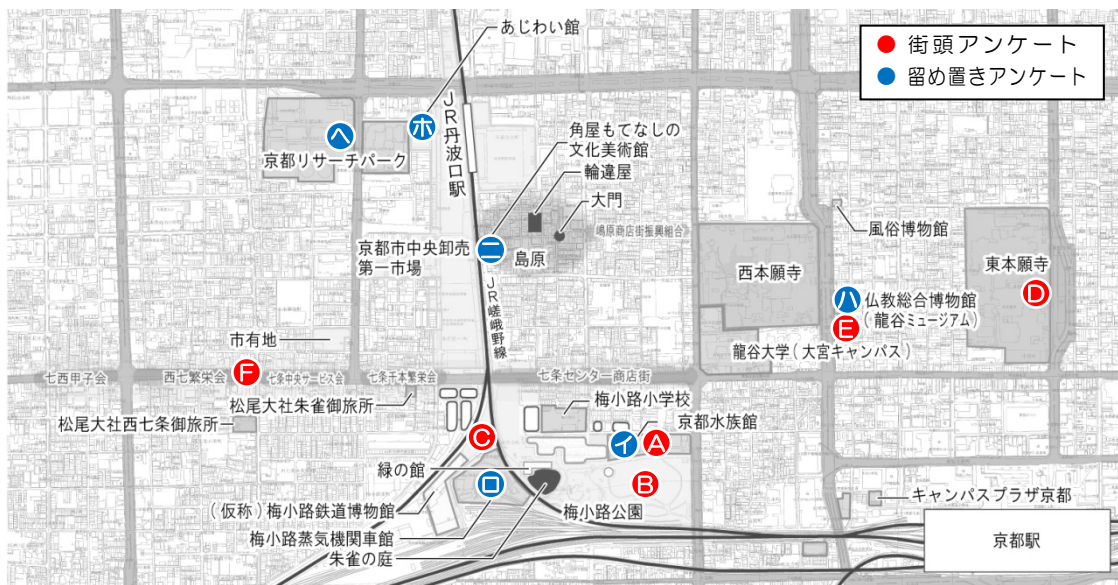 あじわい館
● 街頭アンケート
● 留め置きアンケート
ホ
ヘ
京都リサーチパーク
JR丹波口駅
角屋もてなしの
文化美術館
輪違屋
大門
嶋原商店街振興組合
風俗博物館
京都市中央卸売
第一市場
ニ
島原
西本願寺
東本願寺
D
ハ
仏教総合博物館
(龍谷ミュージアム)
E
龍谷大学(大宮キャンパス)
JR嵯峨野線
市有地
七西甲子会
西七繁栄会
F
七条中央サービス会
七条千本繁栄会
七条センター商店街
松尾大社朱雀御旅所
松尾大社西七条御旅所
梅小路小学校
京都水族館
C
イ
A
緑の館
ロ
B
(仮称)梅小路鉄道博物館
梅小路公園
キャンパスプラザ京都
梅小路蒸気機関車館
朱雀の庭
京都駅